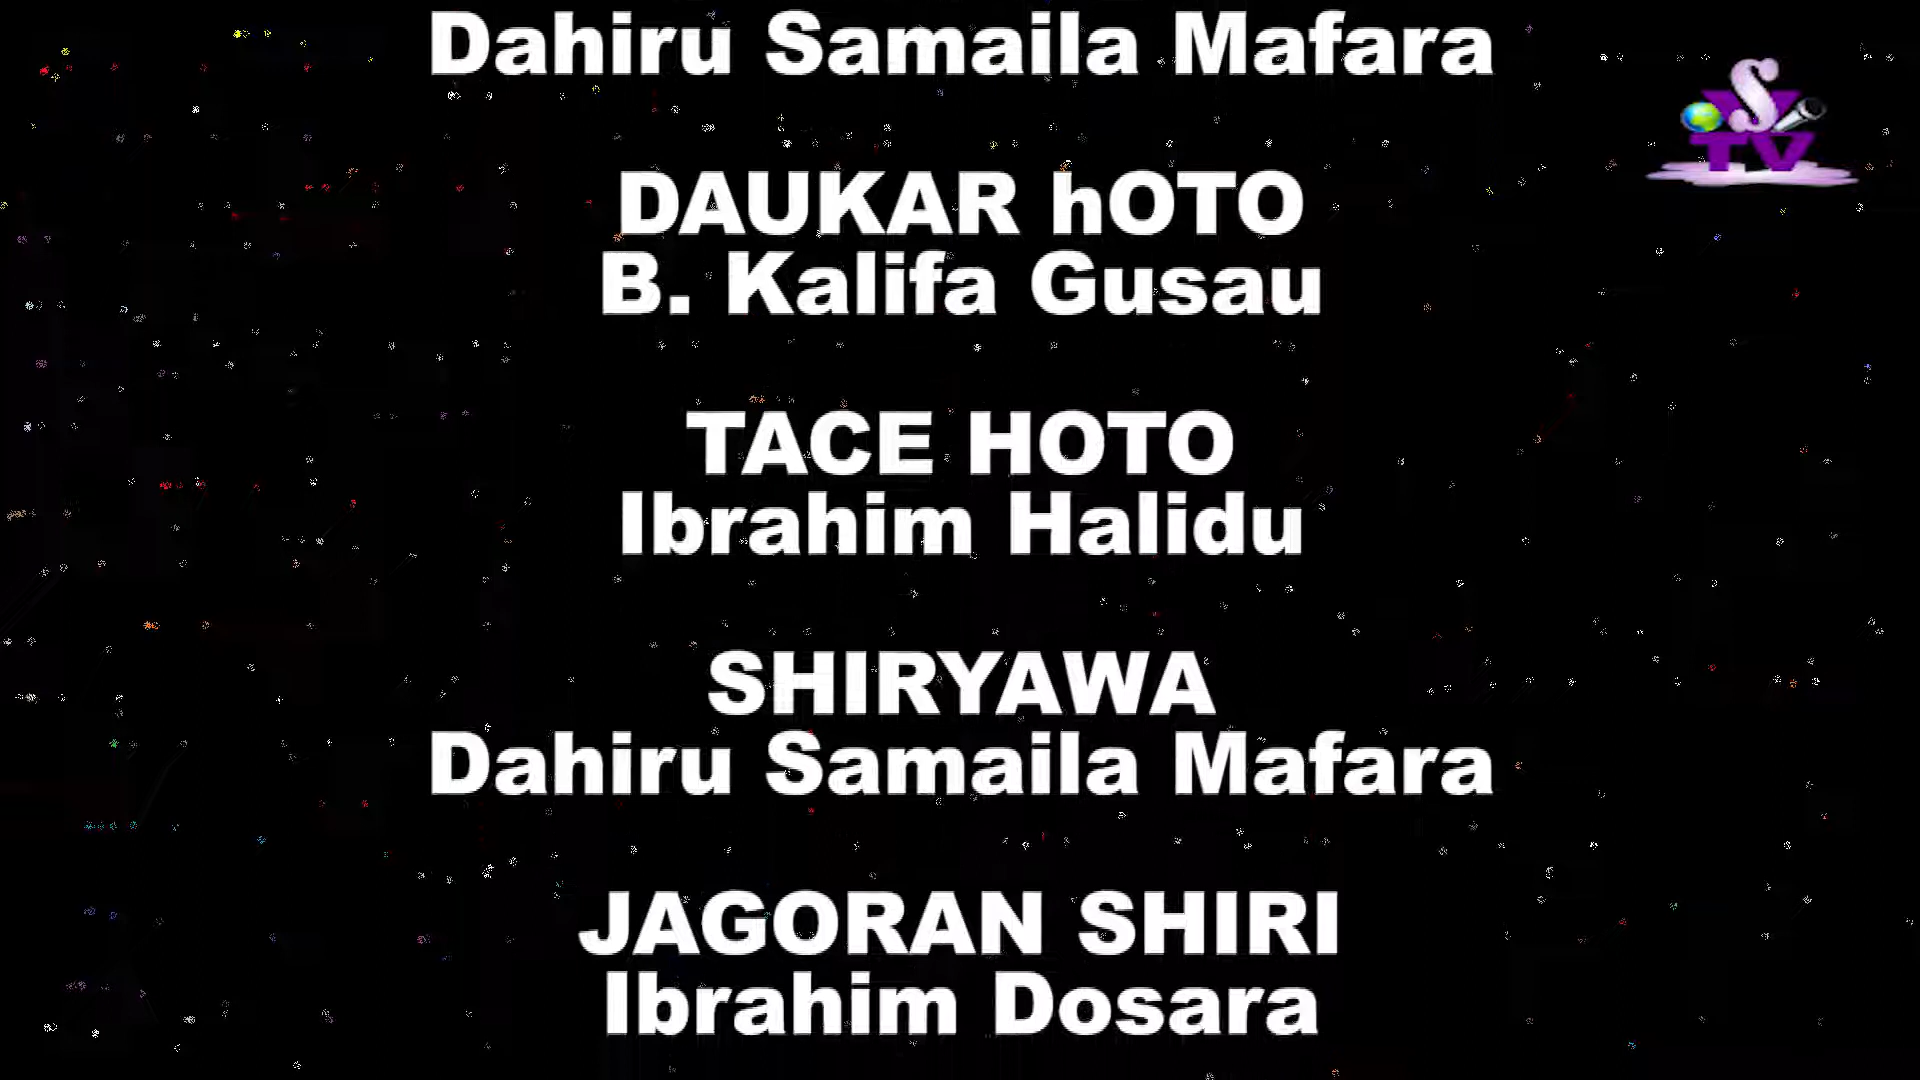 Dahiru Samaila Mafara
DAUKAR hOTO
B. Kalifa Gusau
TACE HOTO
Ibrahim Halidu
SHIRYAWA
Dahiru Samaila Mafara
JAGORAN SHIRI
Ibrahim Dosara
S
TV